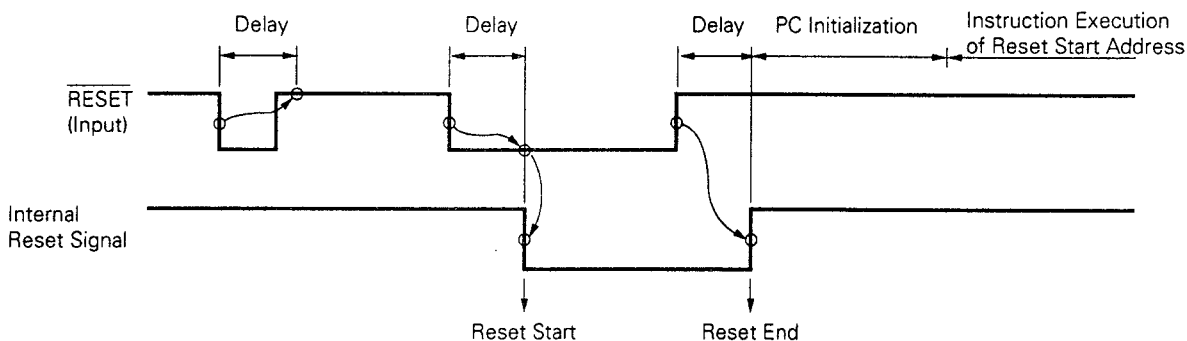 Delay
Delay
Delay
PC Initialization
Instruction Execution
of Reset Start Address
RESET
(Input)
Internal
Reset Signal
Reset Start
Reset End